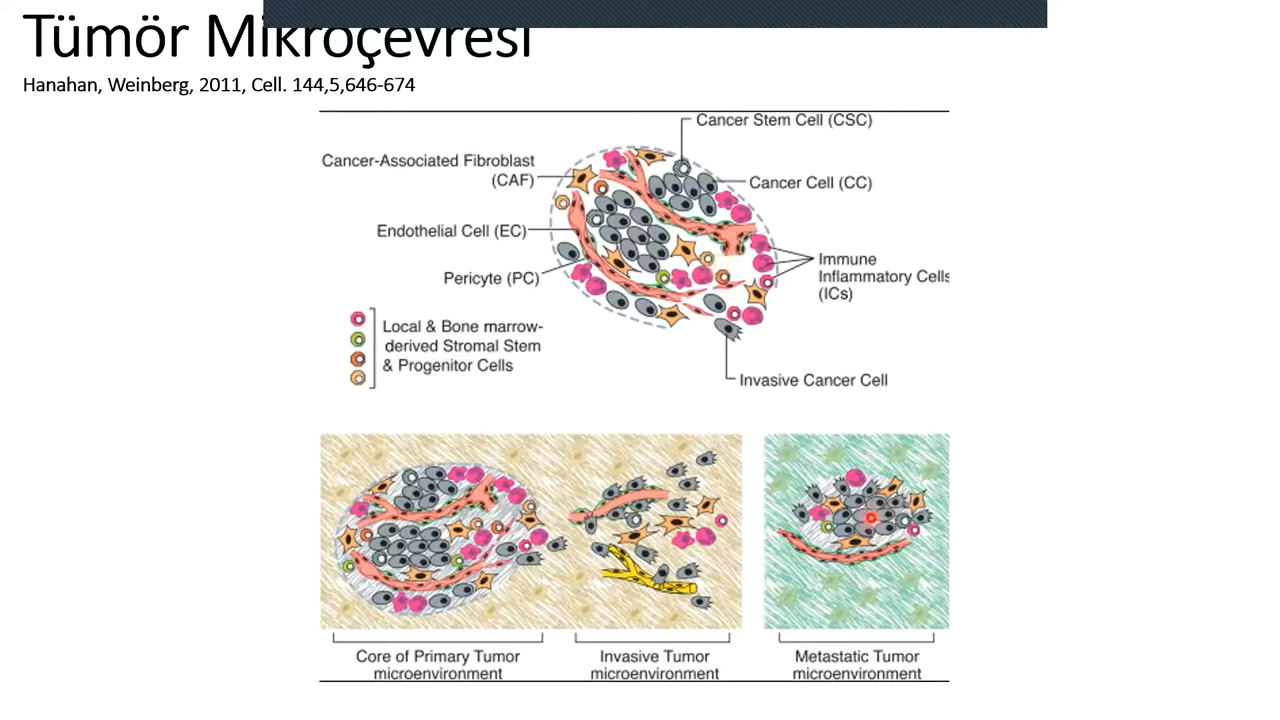 Tümör Mikroçevresi
Hanahan, Weinberg, 2011, Cell. 144,5,646-674
Cancer Stem Cell (CSC)
Cancer-Associated Fibroblast
(CAF)
Cancer Cell (CC)
Endothelial Cell (EC)
Immune
Inflammatory Cells
(ICs)
Pericyte (PC)
Local & Bone marrow-
derived Stromal Stem
& Progenitor Cells
Invasive Cancer Cell
Core of Primary Tumor
microenvironment
Invasive Tumor
microenvironment
Metastatic Tumor
microenvironment